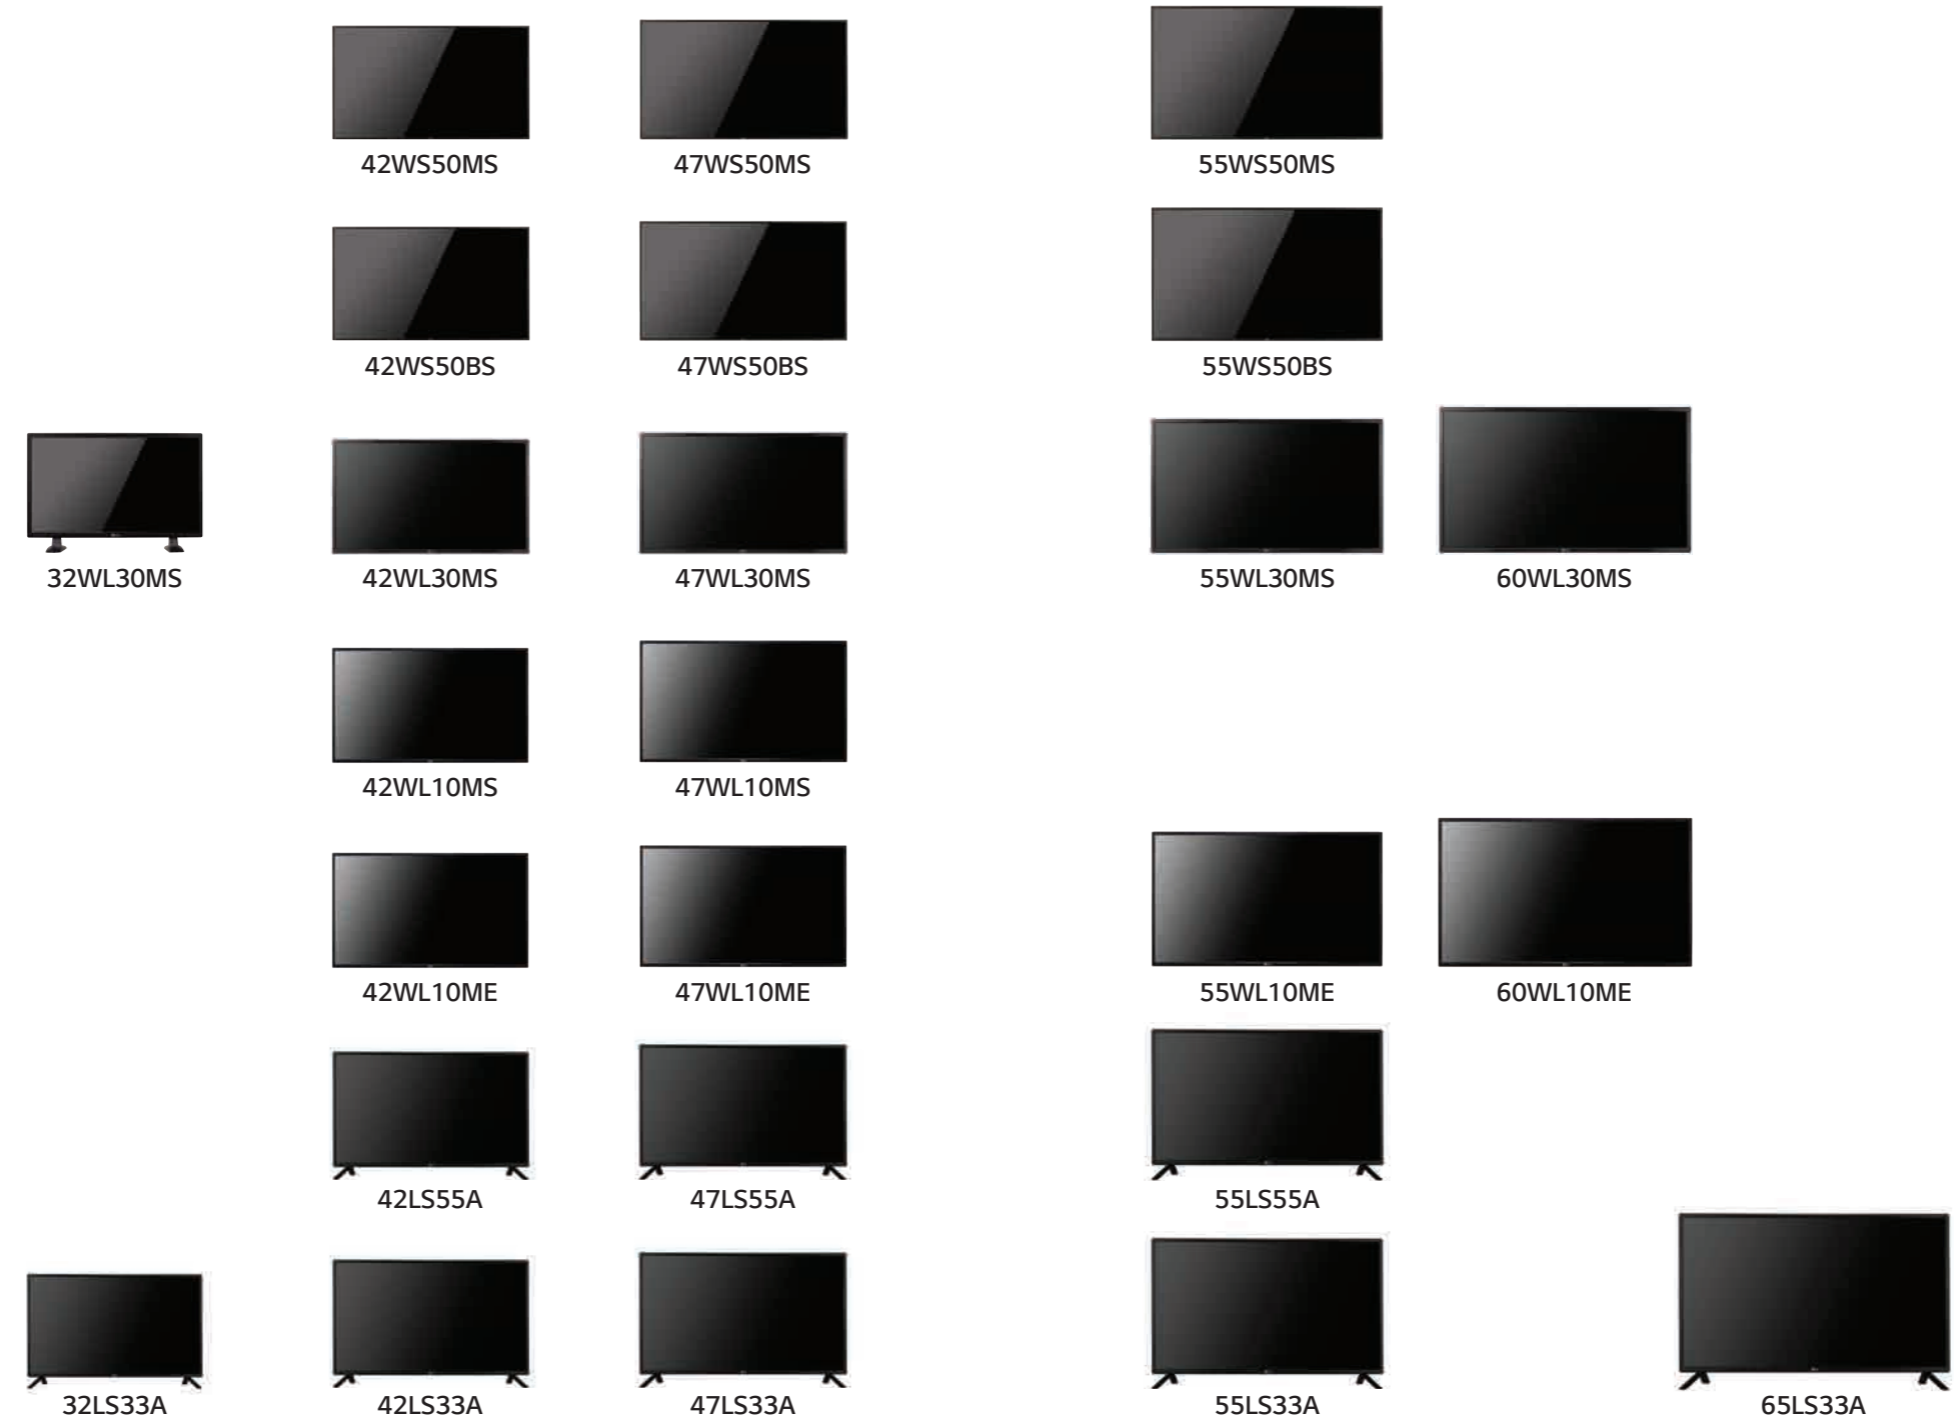 42WS50MS 47WS50MS 55WS50MS
42WS50BS 47WS50BS 55WS50BS
32WL30MS 42WL30MS 47WL30MS 55WL30MS 60WL30MS
42WL10MS 47WL10MS
42WL10ME 47WL10ME 55WL10ME 60WL10ME
42LS55A 47LS55A 55LS55A
32LS33A 42LS33A 47LS33A 55LS33A 65LS33A